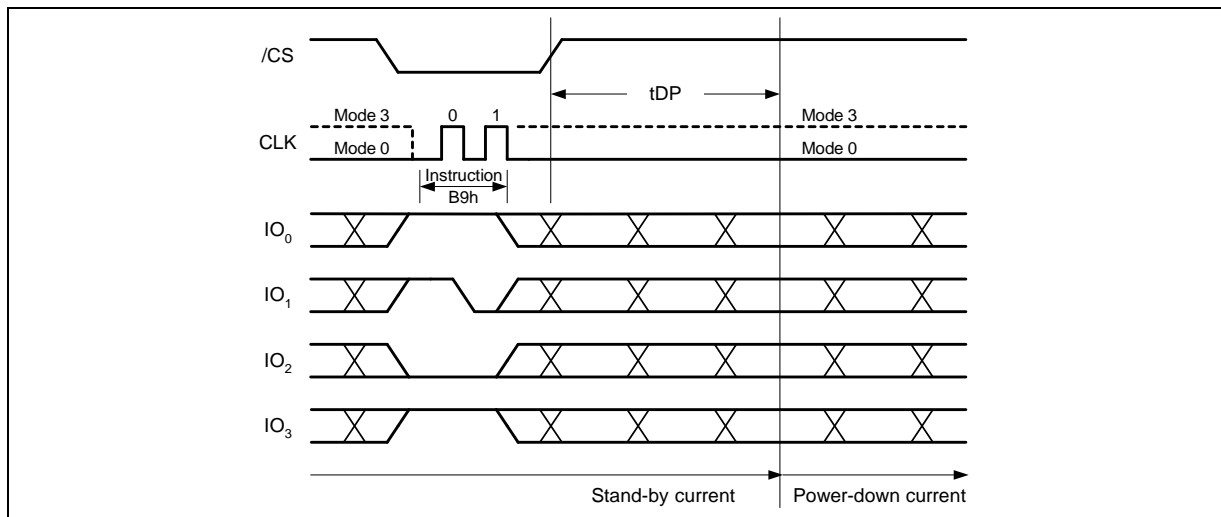 /CS
tDP
Mode 3 0 1 Mode 3
CLK
Mode 0 Mode 0
Instruction
B9h
IO0
IO1
IO2
IO3
Stand-by current Power-down current